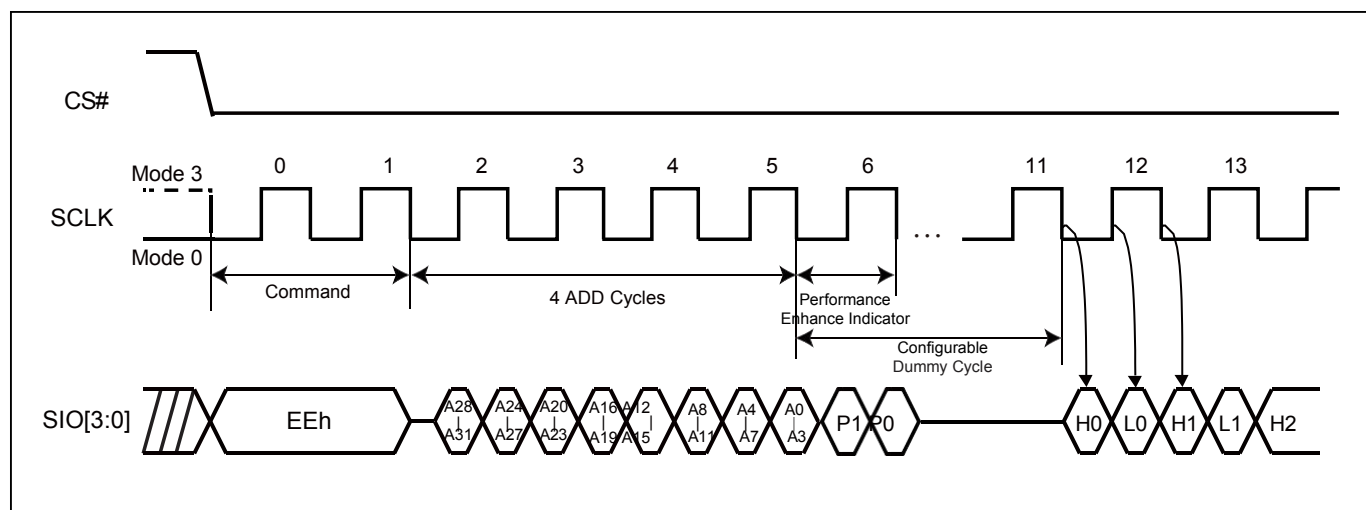 CS#
Mode 3
0 1 2 3 4 5 6 11 12 13
SCLK
...
Mode 0
Command
4 ADD Cycles
Performance
Enhance Indicator
Configurable
Dummy Cycle
SIO[3:0]
EEh
A28 | A31
A24 | A27
A20 | A23
A16 | A19
A12 | A15
A8 | A11
A4 | A7
A0 | A3
P1
P0
H0
L0
H1
L1
H2